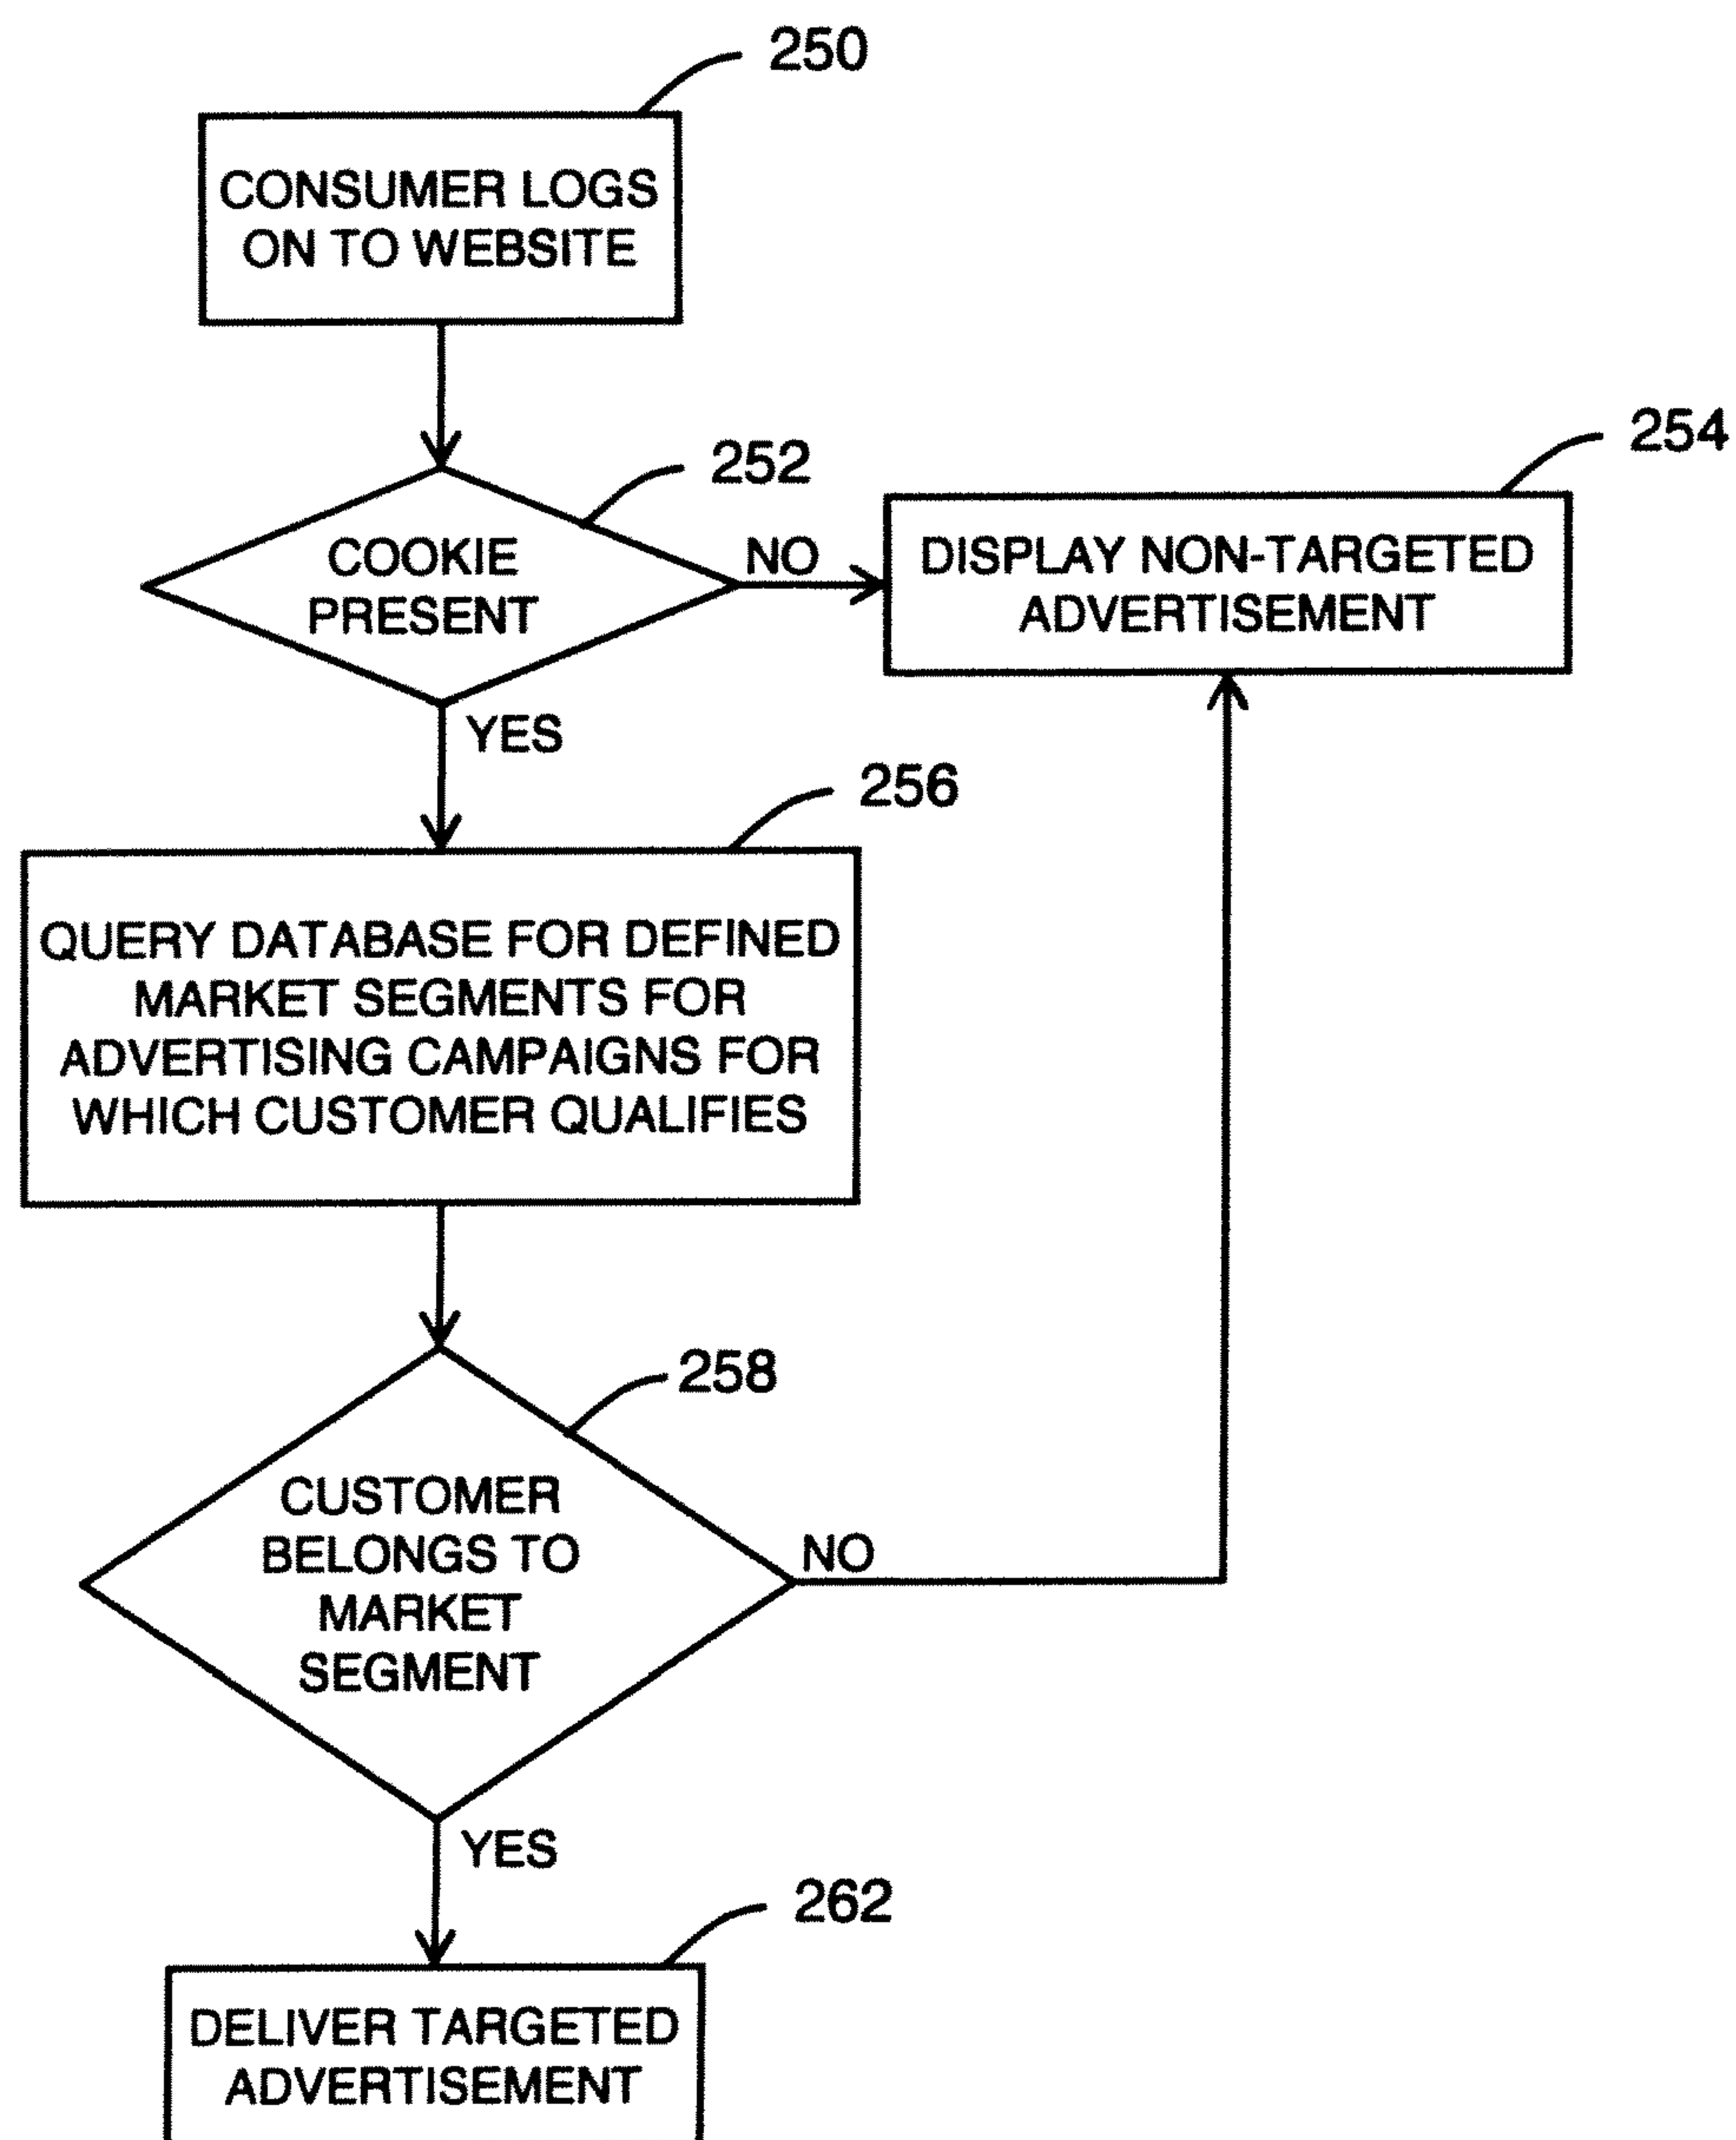 250
CONSUMER LOGS
ON TO WEBSITE
252
COOKIE
PRESENT
NO
254
DISPLAY NON-TARGETED
ADVERTISEMENT
YES
256
QUERY DATABASE FOR DEFINED
MARKET SEGMENTS FOR
ADVERTISING CAMPAIGNS FOR
WHICH CUSTOMER QUALIFIES
258
CUSTOMER
BELONGS TO
MARKET
SEGMENT
NO
YES
262
DELIVER TARGETED
ADVERTISEMENT